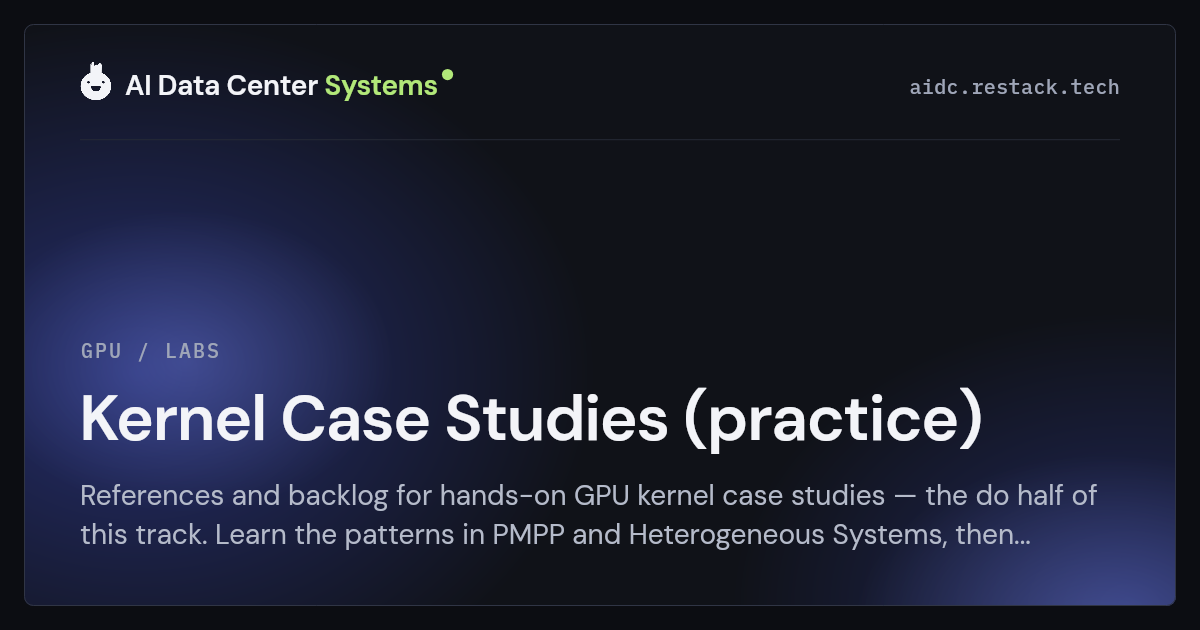 AI Data Center Systems
aidc.restack.tech
GPU / LABS
Kernel Case Studies (practice)
References and backlog for hands-on GPU kernel case studies — the do half of
this track. Learn the patterns in PMPP and Heterogeneous Systems, then…